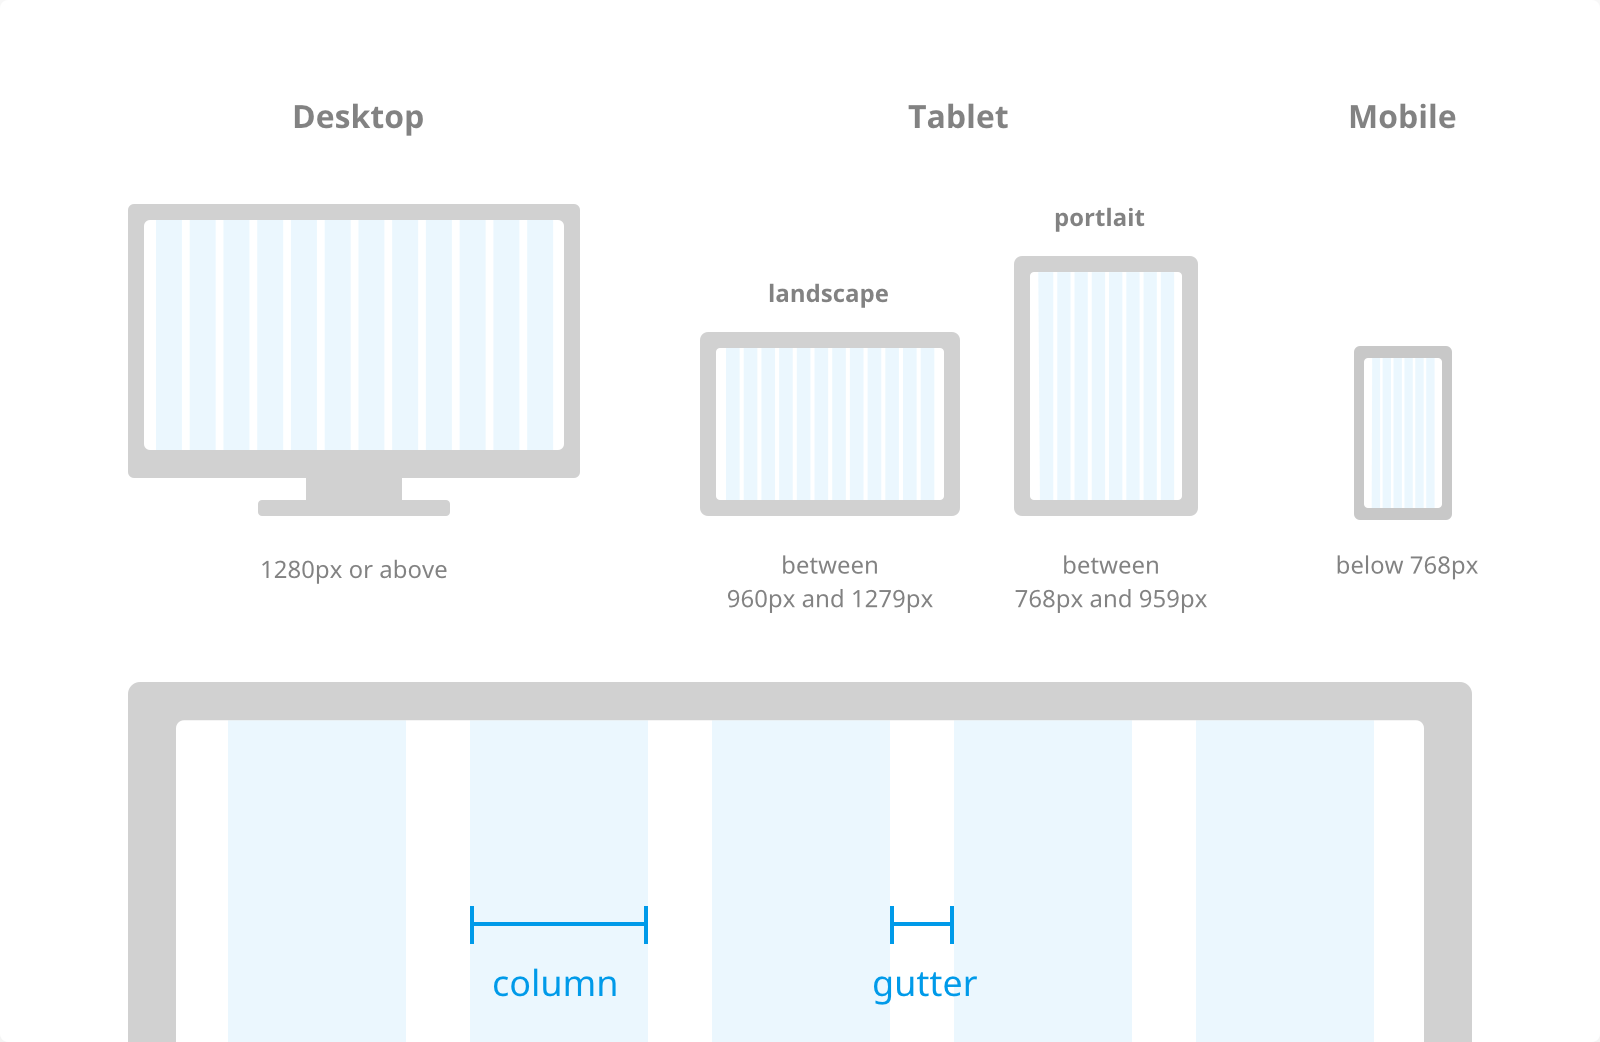 Desktop
Tablet
Mobile
portlait
landscape
1280px or above
between
960px and 1279px
between
768px and 959px
below 768px
column
gutter